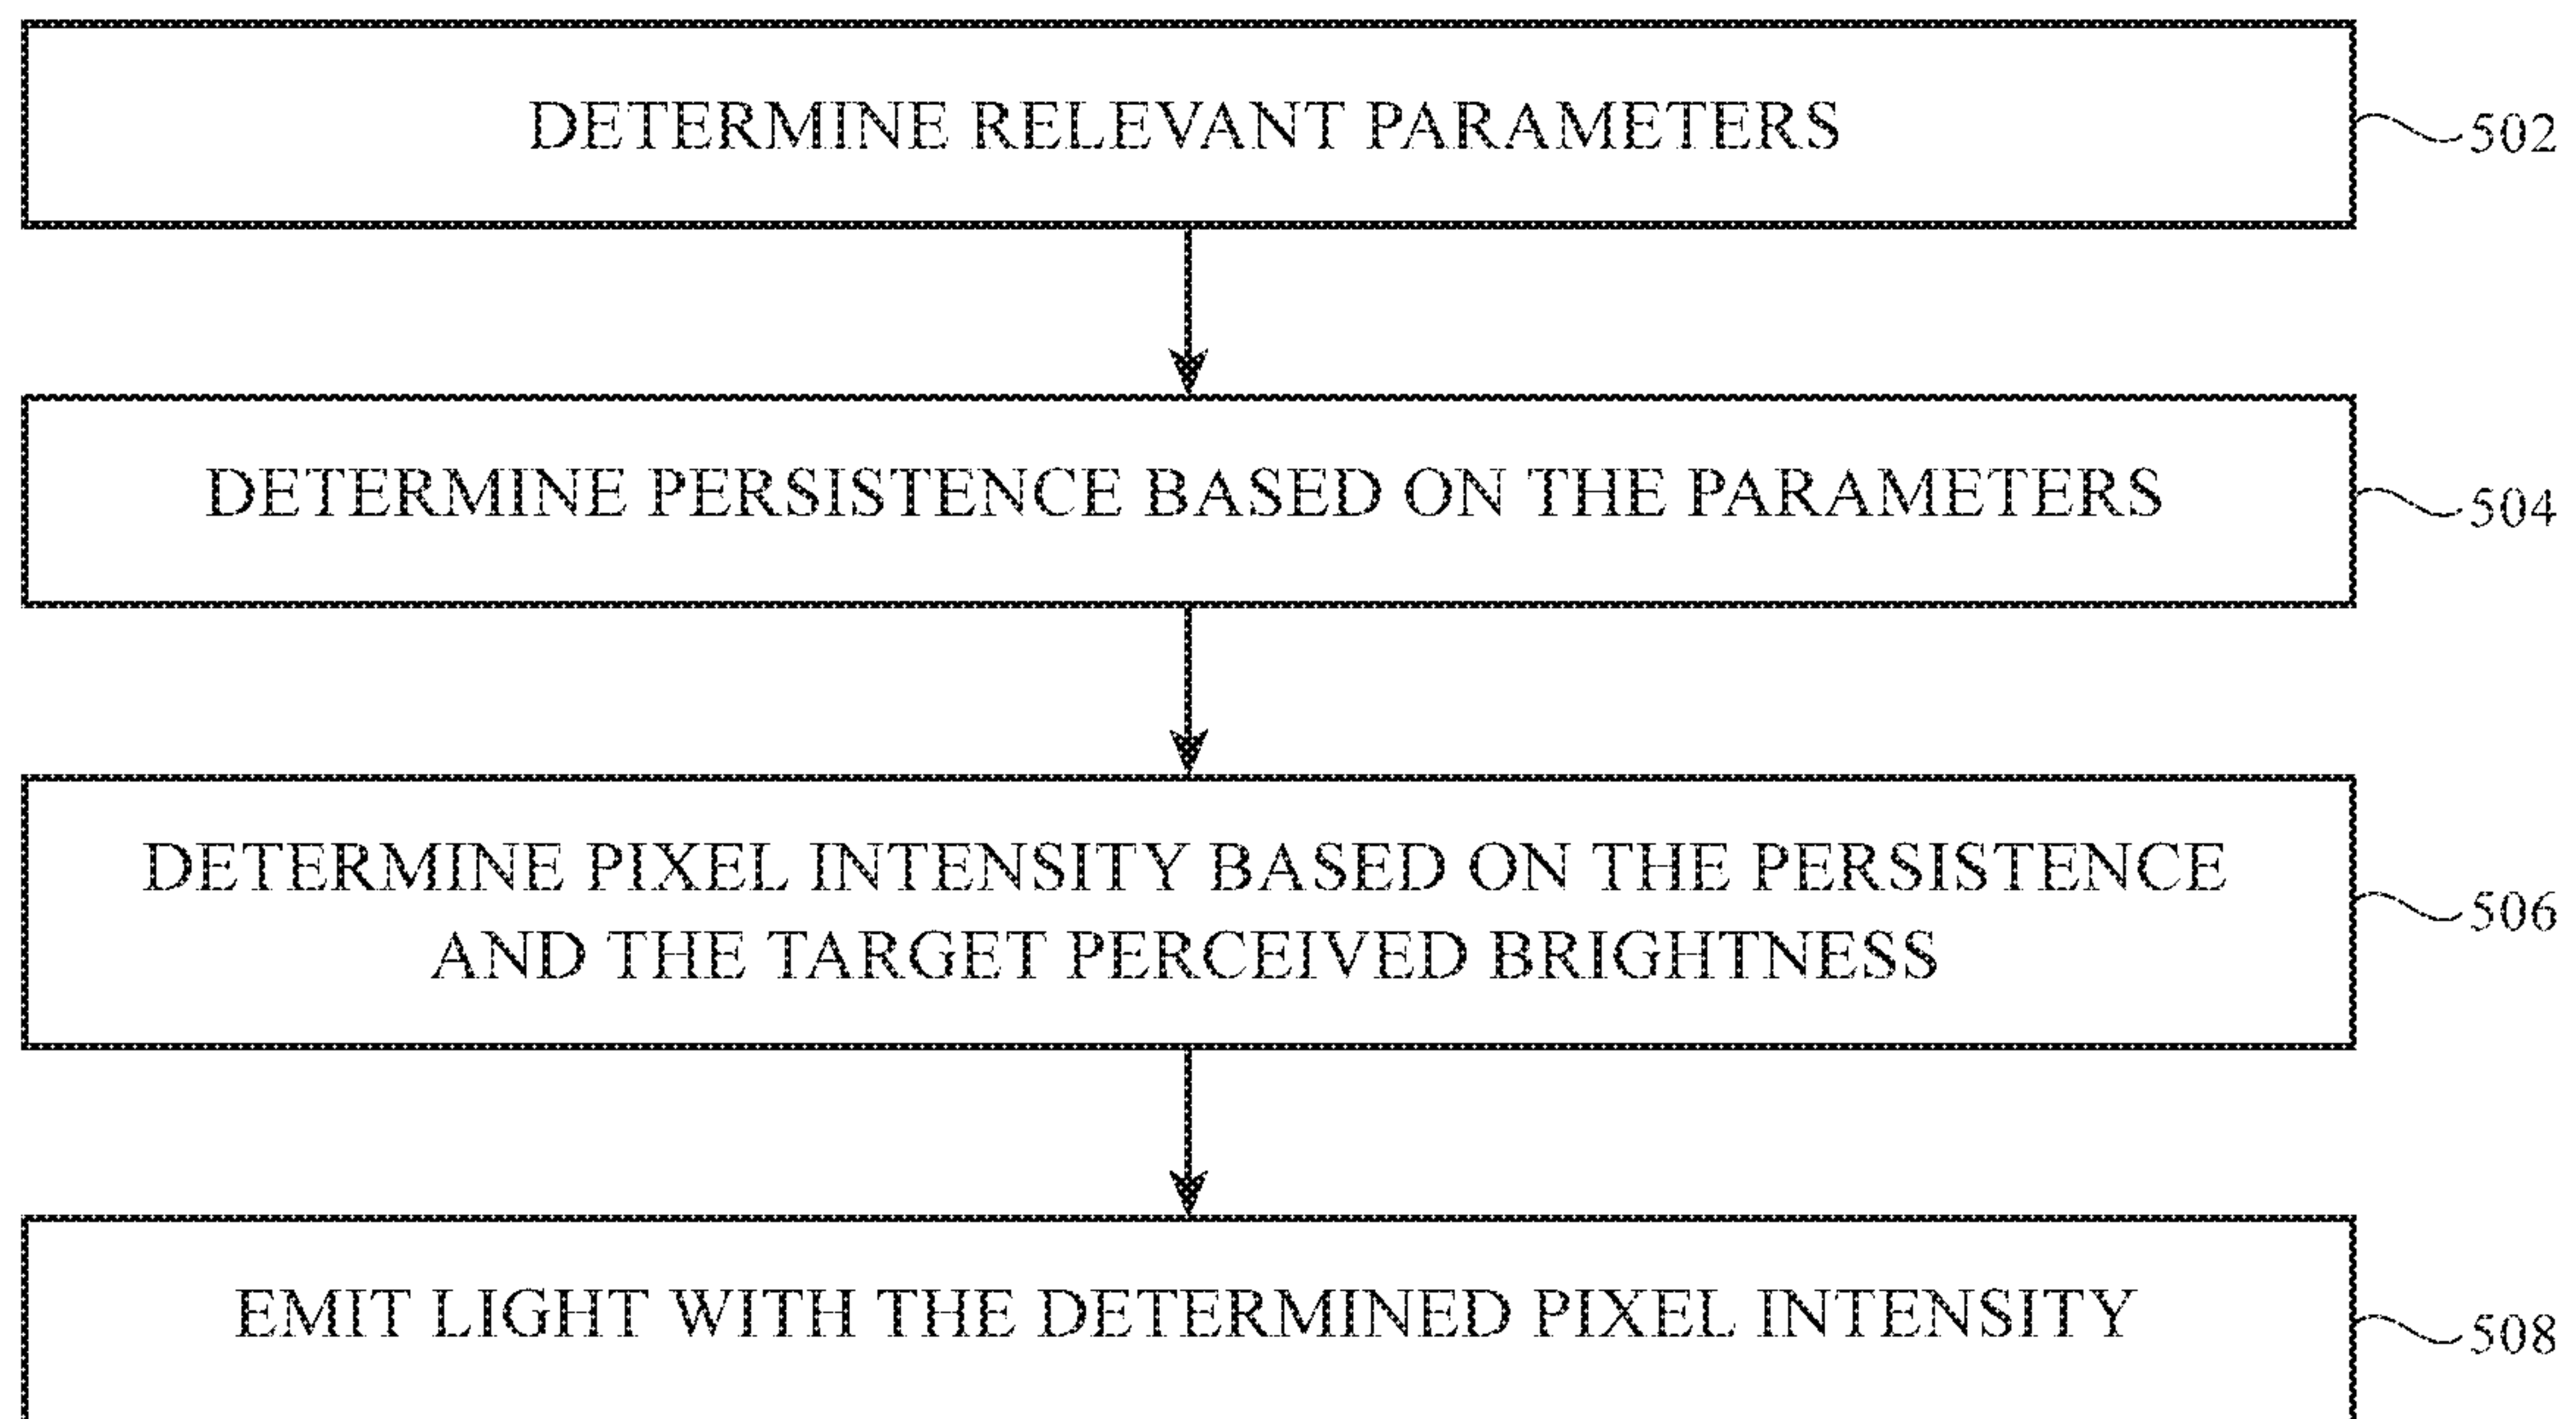 DETERMINE RELEVANT PARAMETERS
502
DETERMINE PERSISTENCE BASED ON THE PARAMETERS
504
DETERMINE PIXEL INTENSITY BASED ON THE PERSISTENCE
AND THE TARGET PERCEIVED BRIGHTNESS
506
EMIT LIGHT WITH THE DETERMINED PIXEL INTENSITY
508